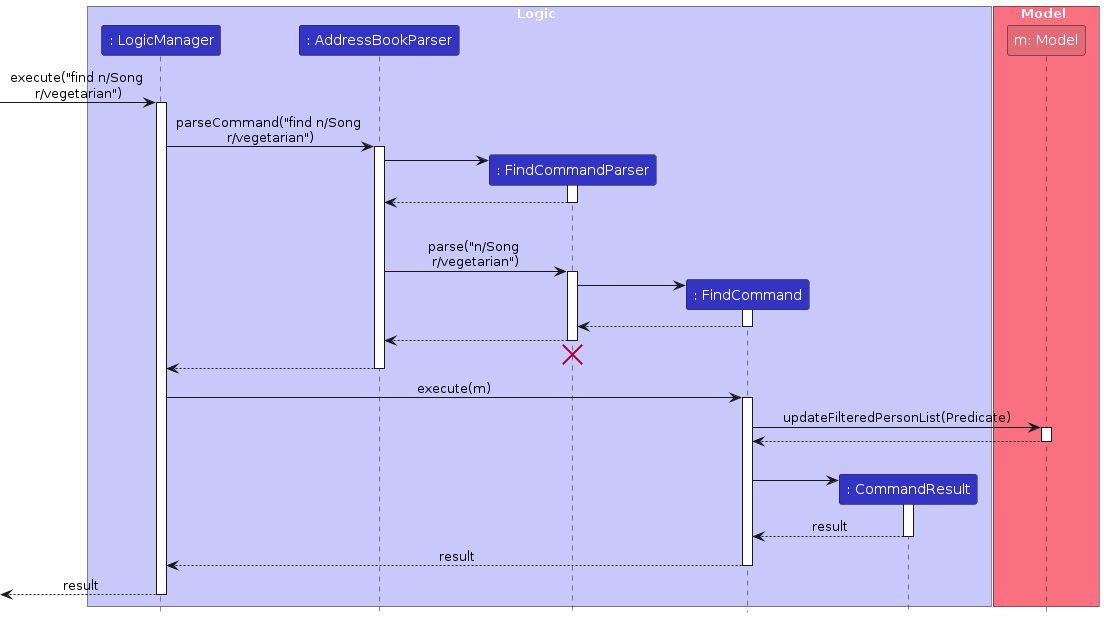 Logic
Model
: LogicManager
: AddressBookParser
m: Model
execute("find n/Song
r/vegetarian")
parseCommand("find n/Song
r/vegetarian")
: FindCommandParser
parse("n/Song
r/vegetarian")
: FindCommand
execute(m)
updateFilteredPersonList(Predicate)
: CommandResult
result
result
result